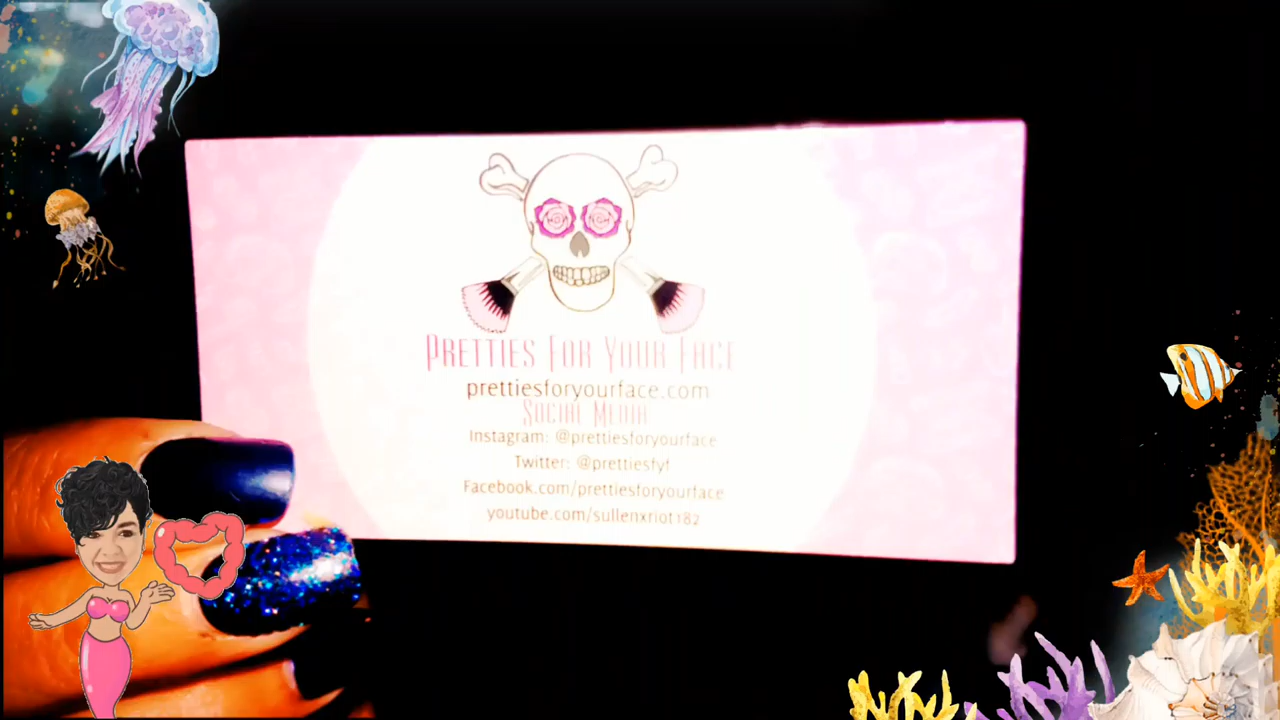 Pretties For Your Face
prettiesforyourface.com
Social Media
Instagram: @prettiesforyourface
Twitter: @prettiesfyf
Facebook.com/prettiesforyourface
youtube.com/sullenxriot182